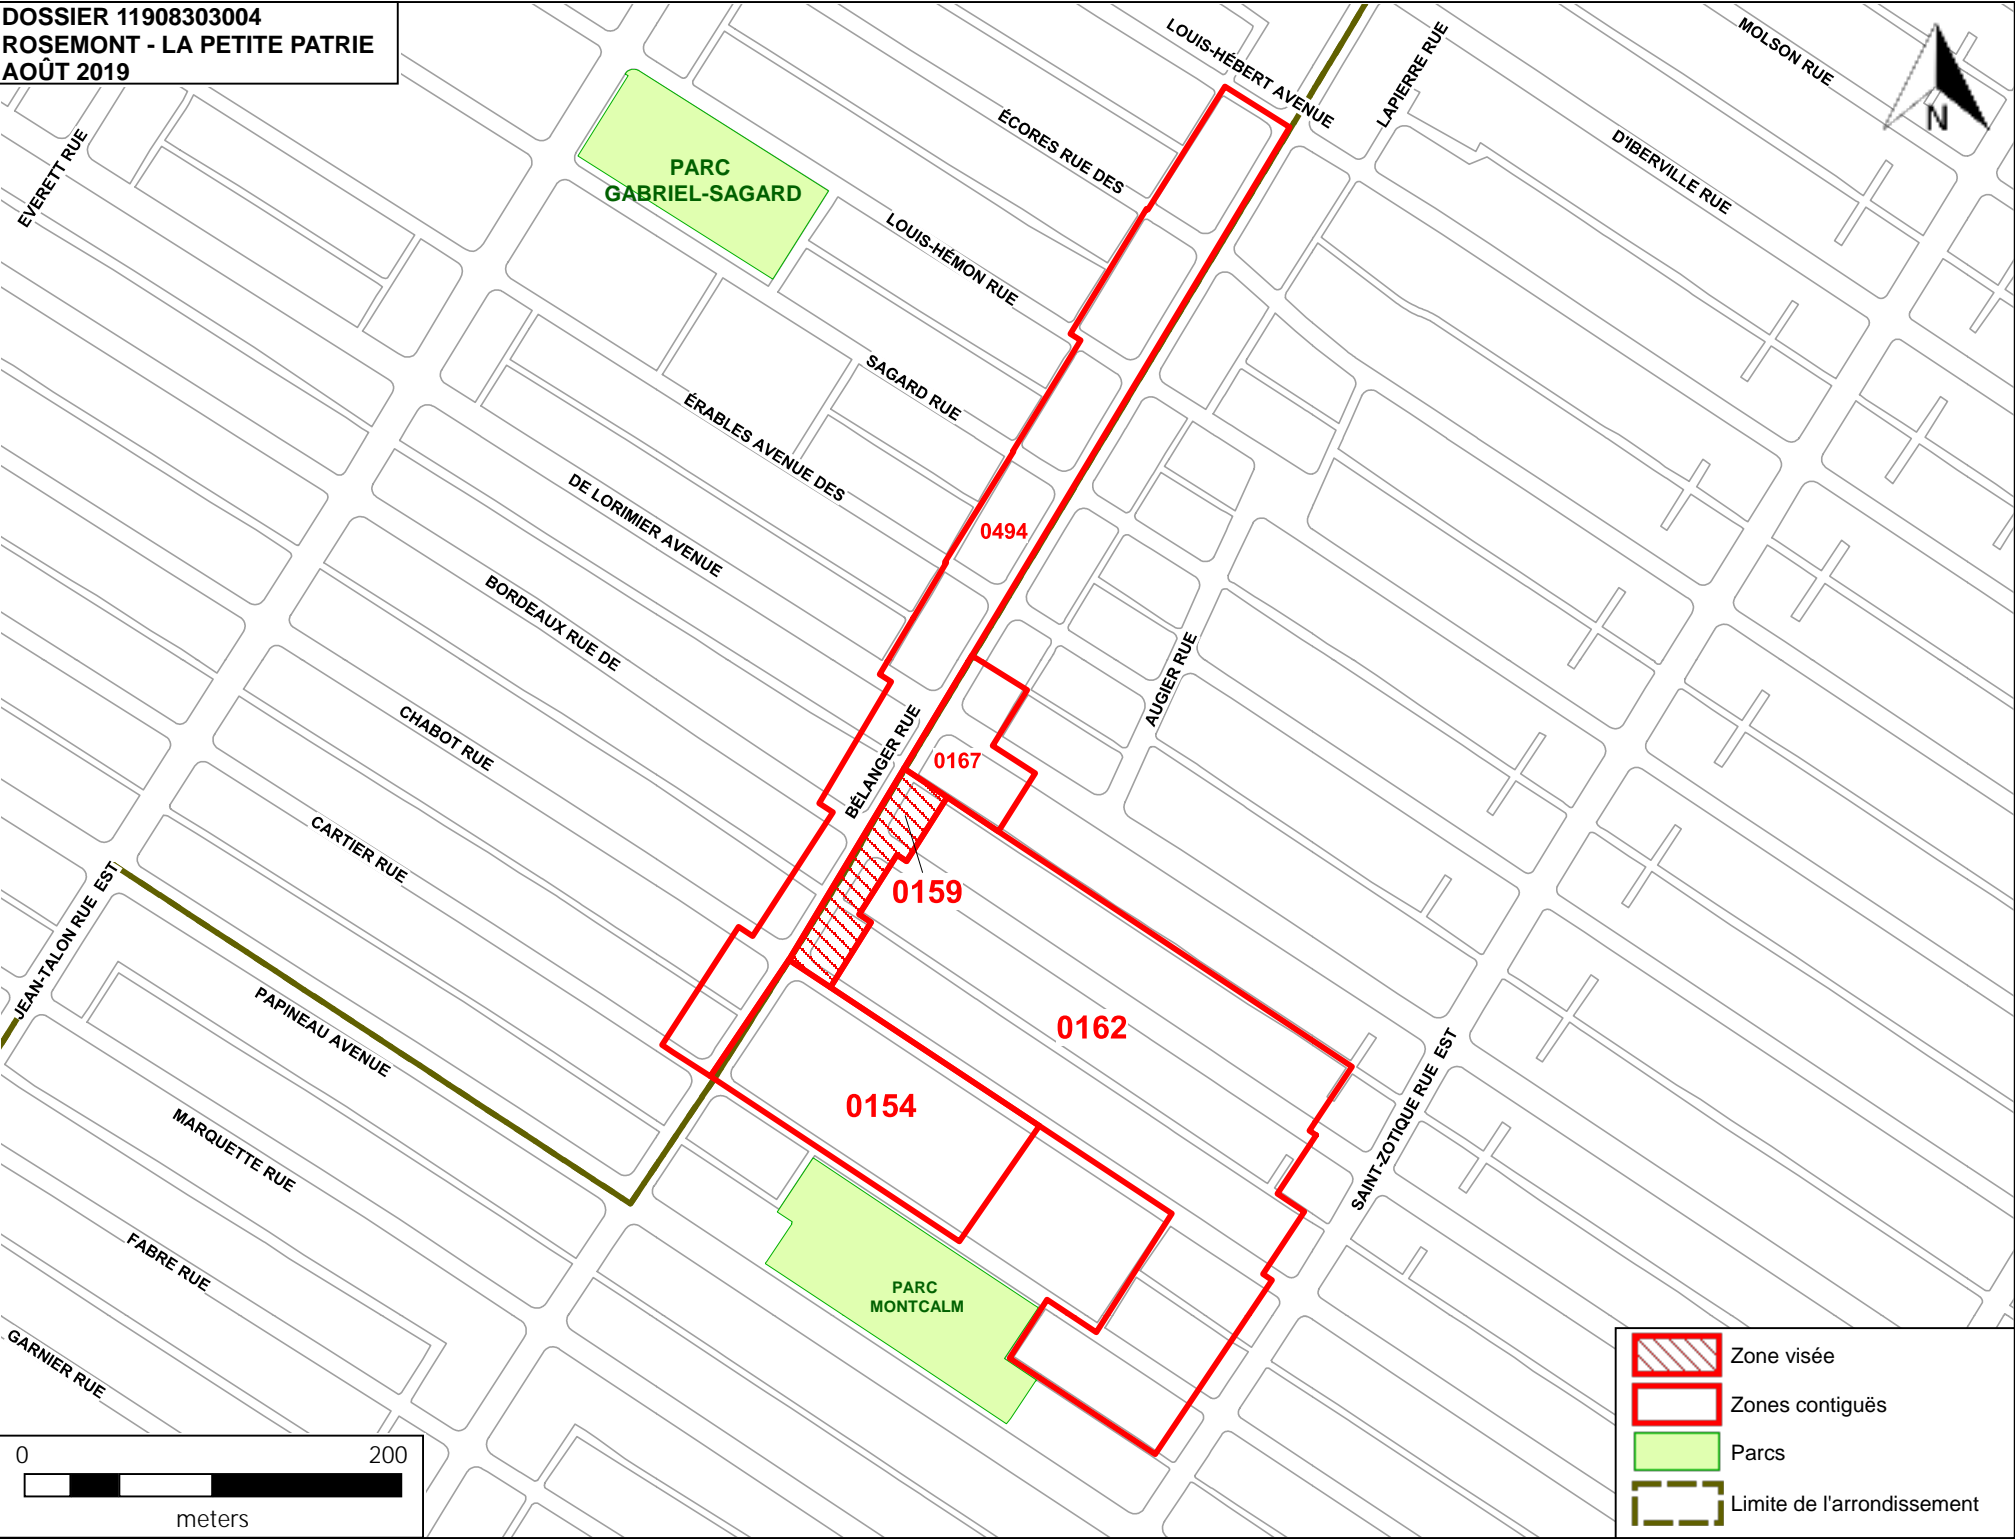 DOSSIER 11908303004
ROSEMONT - LA PETITE PATRIE
AOÛT 2019
LOUIS-HÉBERT AVENUE
LAPIERRE RUE
MOLSON RUE
N
D'IBERVILLE RUE
ÉCORES RUE DES
EVERETT RUE
PARC
GABRIEL-SAGARD
LOUIS-HÉMON RUE
SAGARD RUE
ÉRABLES AVENUE DES
DE LORIMIER AVENUE
0494
BORDEAUX RUE DE
AUGIER RUE
CHABOT RUE
BÉLANGER RUE
0167
CARTIER RUE
0159
JEAN-TALON RUE EST
PAPINEAU AVENUE
0162
SAINT-ZOTIQUE RUE EST
0154
MARQUETTE RUE
FABRE RUE
PARC
MONTCALM
GARNIER RUE
Zone visée
Zones contiguës
Parcs
Limite de l'arrondissement
0 200
meters